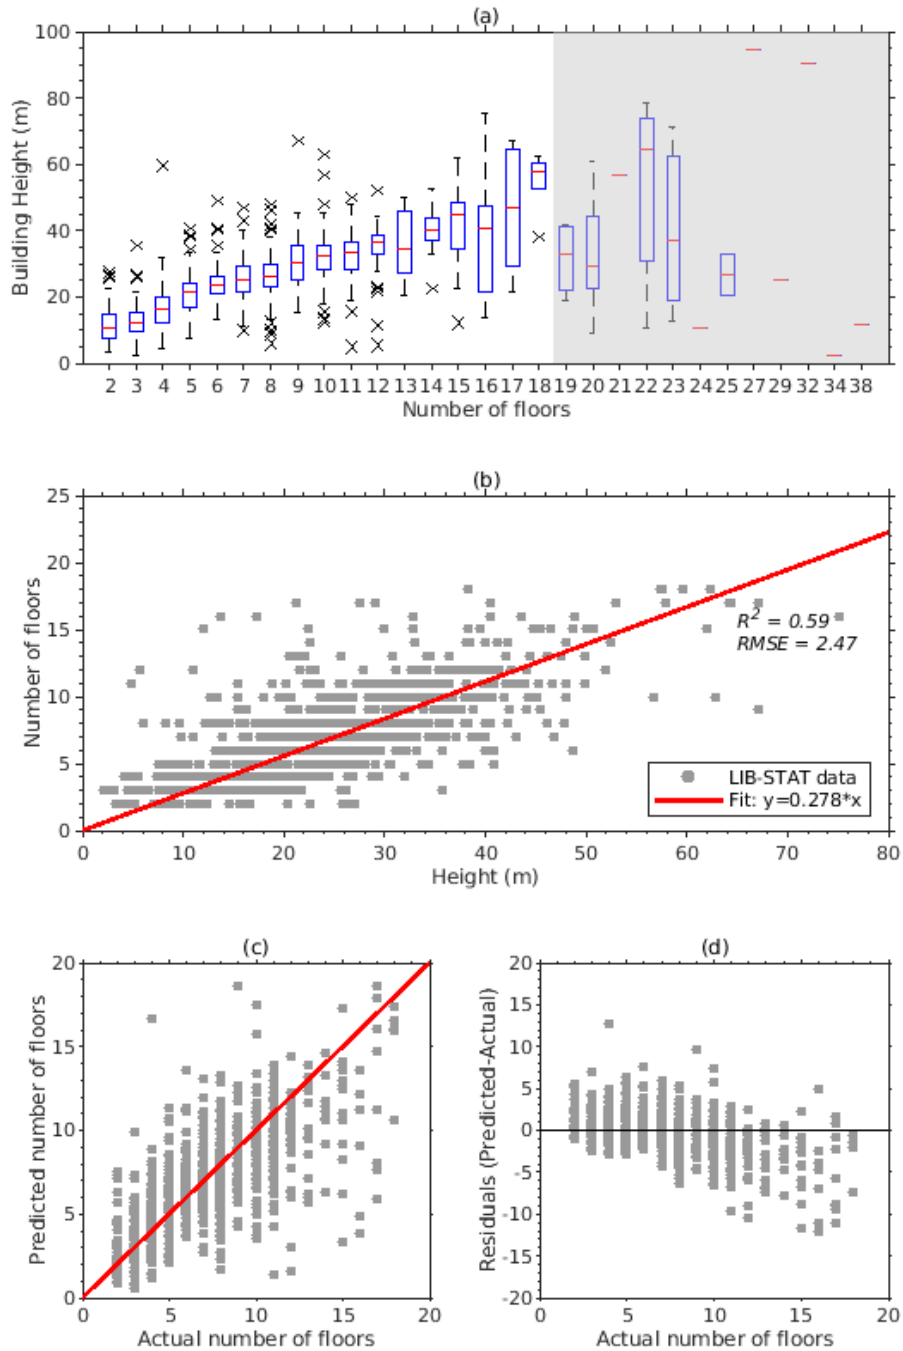 (a)
100
80
60
40
20
0
Building Height (m)
2 3 4 5 6 7 8 9 10 11 12 13 14 15 16 17 18 19 20 21 22 23 24 25 27 29 32 34 38
Number of floors
(b)
25
20
15
10
5
0
Number of floors
R² = 0.59
RMSE = 2.47
LIB-STAT data
Fit: y=0.278*x
0 10 20 30 40 50 60 70 80
Height (m)
(c)
20
15
10
5
0
Predicted number of floors
0 5 10 15 20
Actual number of floors
(d)
20
15
10
5
0
-5
-10
-15
-20
Residuals (Predicted-Actual)
0 5 10 15 20
Actual number of floors